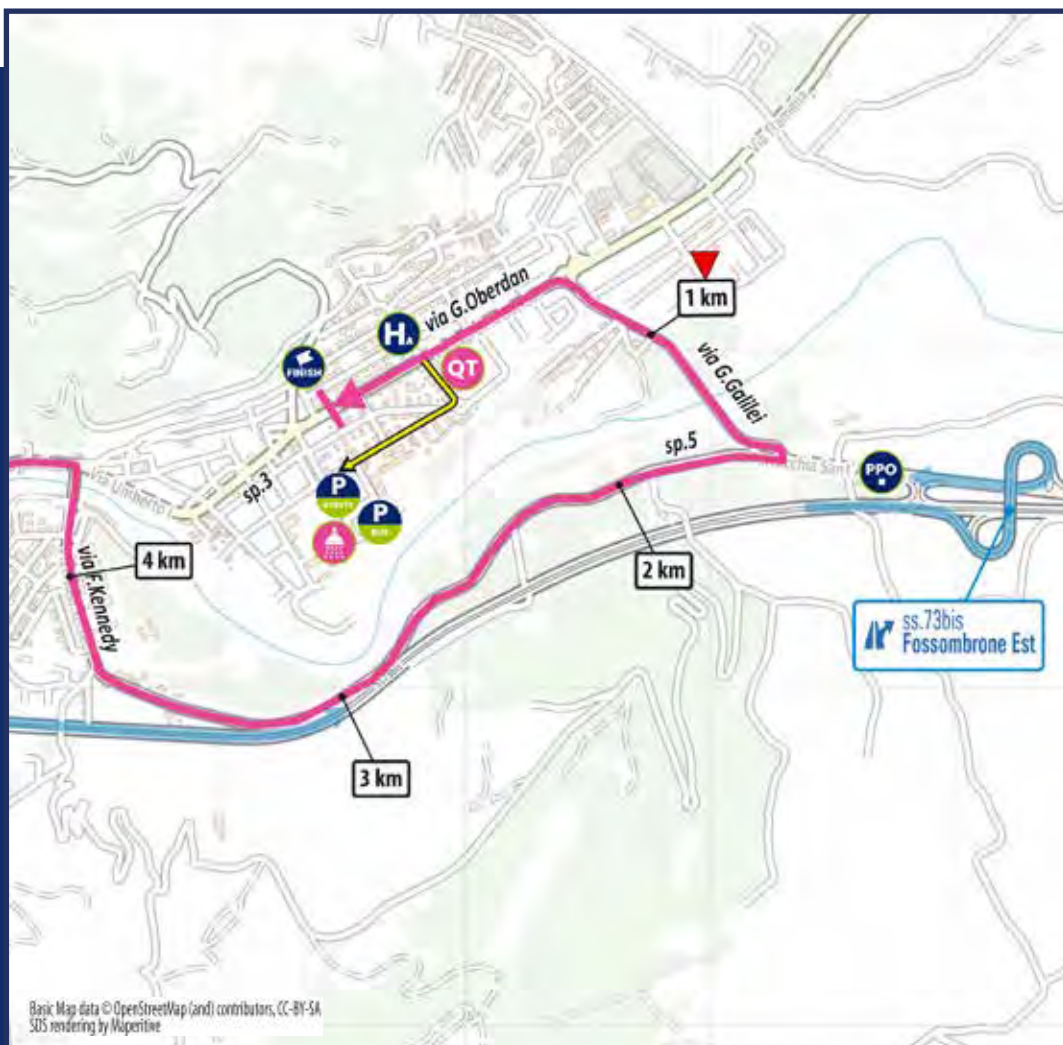 via G.Oberdan
1 km
H A
FINISH
QT
via G.Galilei
sp.5
PPO
Via Umberto
sp.3
P
P
BUS
4 km
via F.Kennedy
2 km
ss.73bis
Fossombrone Est
3 km
Basic Map data © OpenStreetMap (and) contributors, CC-BY-SA
SDS rendering by Maperitive